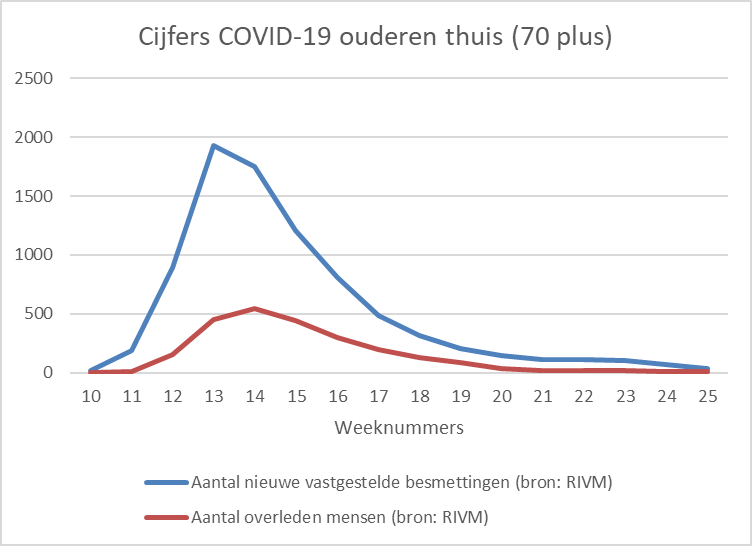 Cijfers COVID-19 ouderen thuis (70 plus)
2500
2000
1500
1000
500
0
10 11 12 13 14 15 16 17 18 19 20 21 22 23 24 25
Weeknummers
Aantal nieuwe vastgestelde besmettingen (bron: RIVM)
Aantal overleden mensen (bron: RIVM)